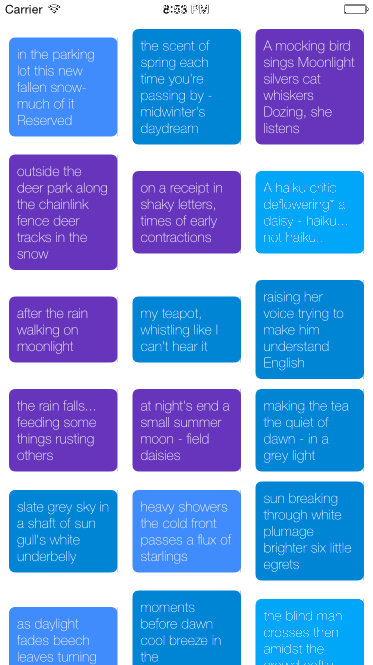 Carrier 8:53 PM
in the parking
lot this new
fallen snow-
much of it
Reserved
the scent of
spring each
time you're
passing by -
midwinter's
daydream
A mocking bird
sings Moonlight
silvers cat
whiskers
Dozing, she
listens
outside the
deer park along
the chainlink
fence deer
tracks in the
snow
on a receipt in
shaky letters,
times of early
contractions
A haiku critic
deflowering* a
daisy - haiku...
not haiku..
after the rain
walking on
moonlight
my teapot,
whistling like I
can't hear it
raising her
voice trying to
make him
understand
English
the rain falls...
feeding some
things rusting
others
at night's end a
small summer
moon - field
daisies
making the tea
the quiet of
dawn - in a
grey light
slate grey sky in
a shaft of sun
gull's white
underbelly
heavy showers
the cold front
passes a flux of
starlings
sun breaking
through white
plumage
brighter six little
egrets
as daylight
fades beech
leaves turning
moments
before dawn
cool breeze in
the
the blind man
crosses then
amidst the